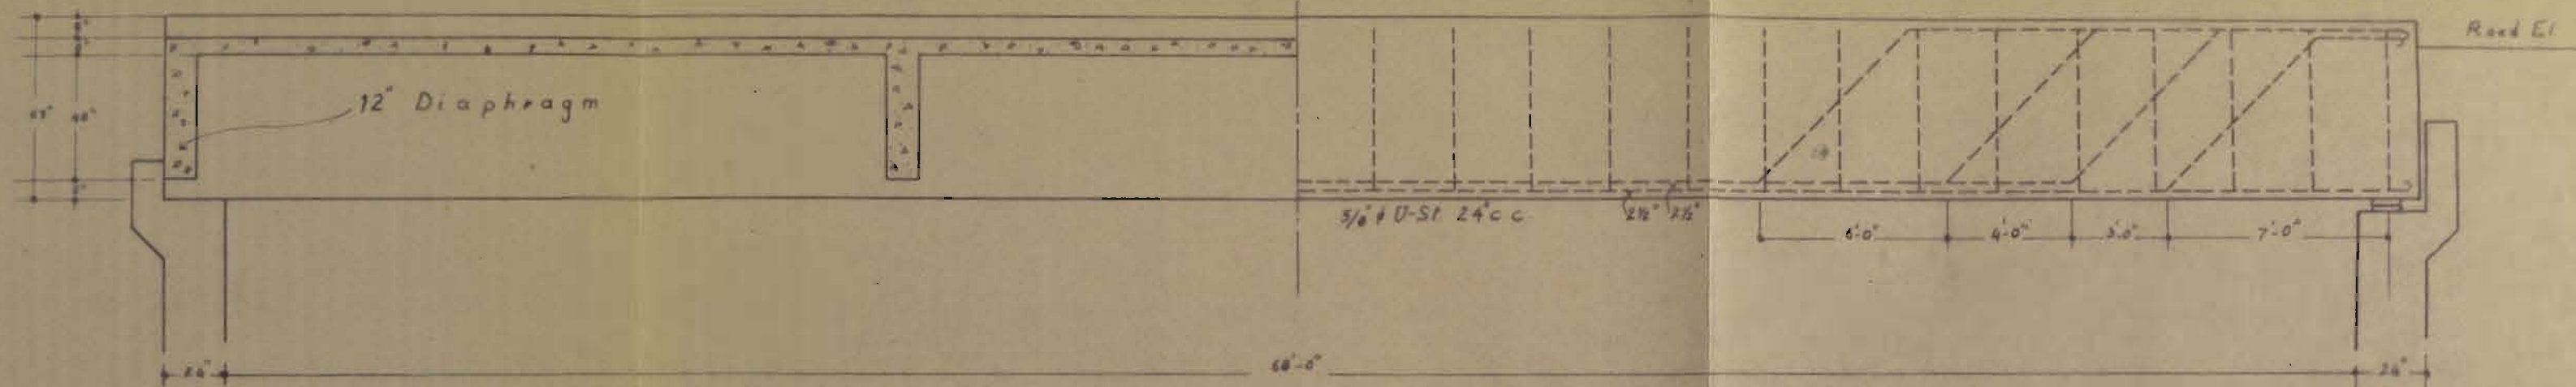 Road El
12" Diaphragm
48"
5/8" ϕ U-St 24" c c
2½" 2½"
6'-0" 4'-0" 3'-0" 7'-0"
24" 60'-0" 24"